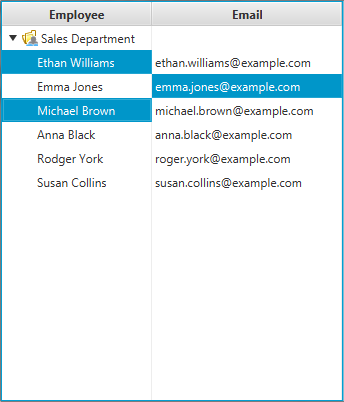 Employee Email
Sales Department
Ethan Williams ethan.williams@example.com
Emma Jones emma.jones@example.com
Michael Brown michael.brown@example.com
Anna Black anna.black@example.com
Rodger York roger.york@example.com
Susan Collins susan.collins@example.com